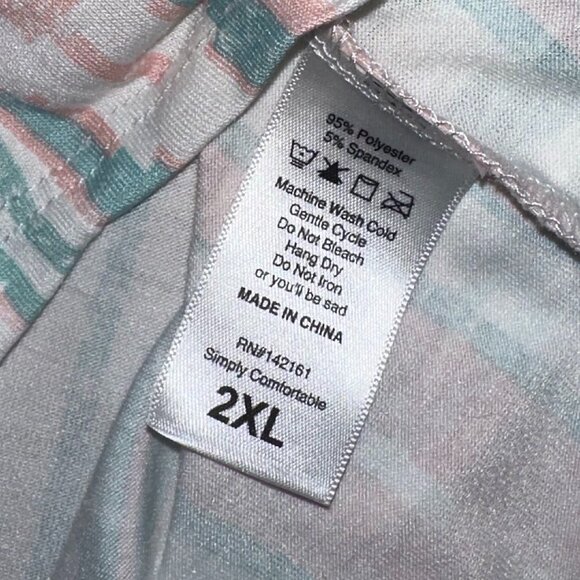 95% Polyester
5% Spandex
Machine Wash Cold
Gentle Cycle
Do Not Bleach
Hang Dry
Do Not Iron
or you'll be sad
MADE IN CHINA
RN#142161
Simply Comfortable
2XL